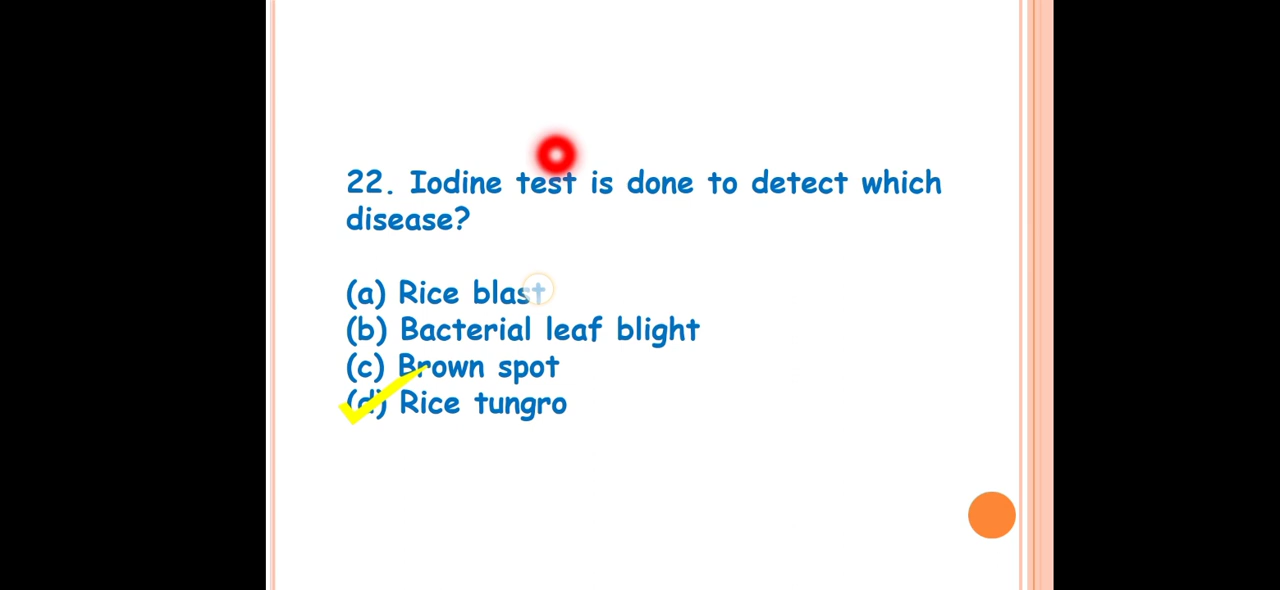 22. Iodine test is done to detect which
disease?
(a) Rice blast
(b) Bacterial leaf blight
(c) Brown spot
(d) Rice tungro